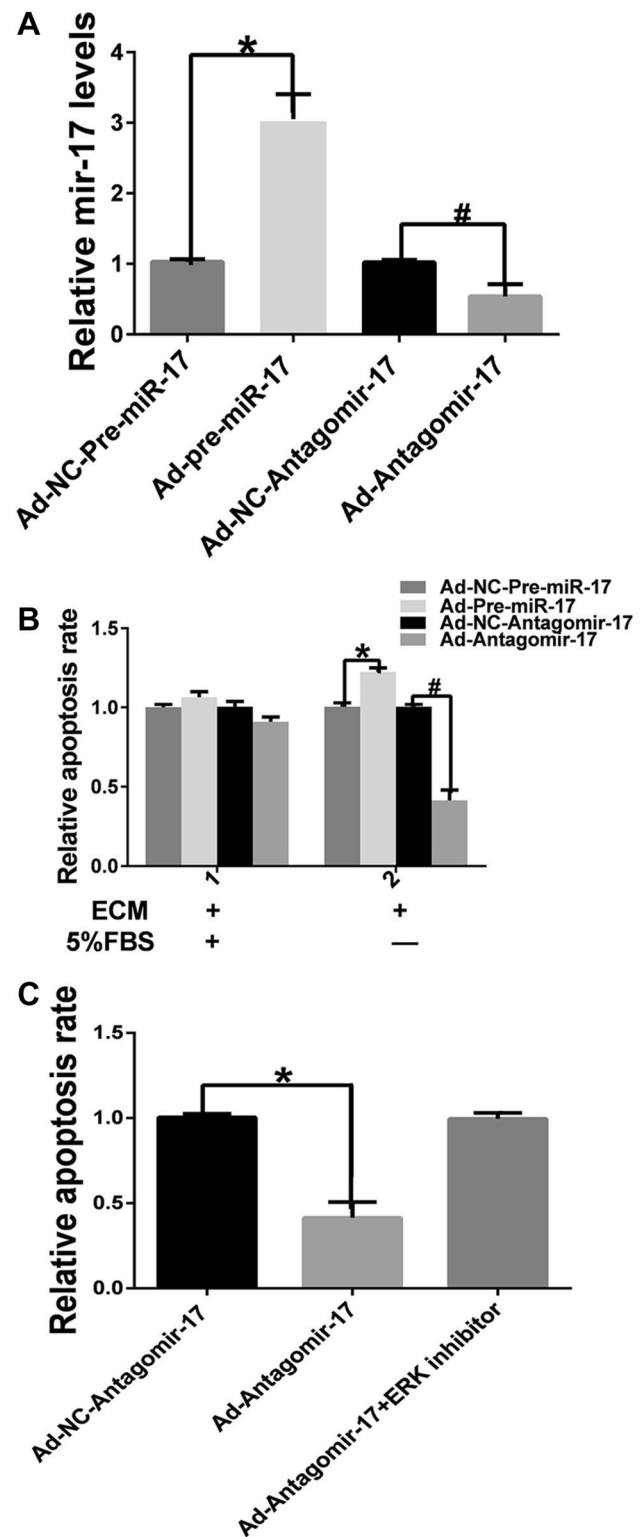 A
Relative mir-17 levels
4
3
2
1
0
*
#
Ad-NC-Pre-miR-17
Ad-pre-miR-17
Ad-NC-Antagomir-17
Ad-Antagomir-17
B
Ad-NC-Pre-miR-17
Ad-Pre-miR-17
Ad-NC-Antagomir-17
Ad-Antagomir-17
Relative apoptosis rate
1.5
1.0
0.5
0.0
*
#
1
2
ECM + +
5%FBS + —
C
Relative apoptosis rate
1.5
1.0
0.5
0.0
*
Ad-NC-Antagomir-17
Ad-Antagomir-17
Ad-Antagomir-17+ERK inhibitor